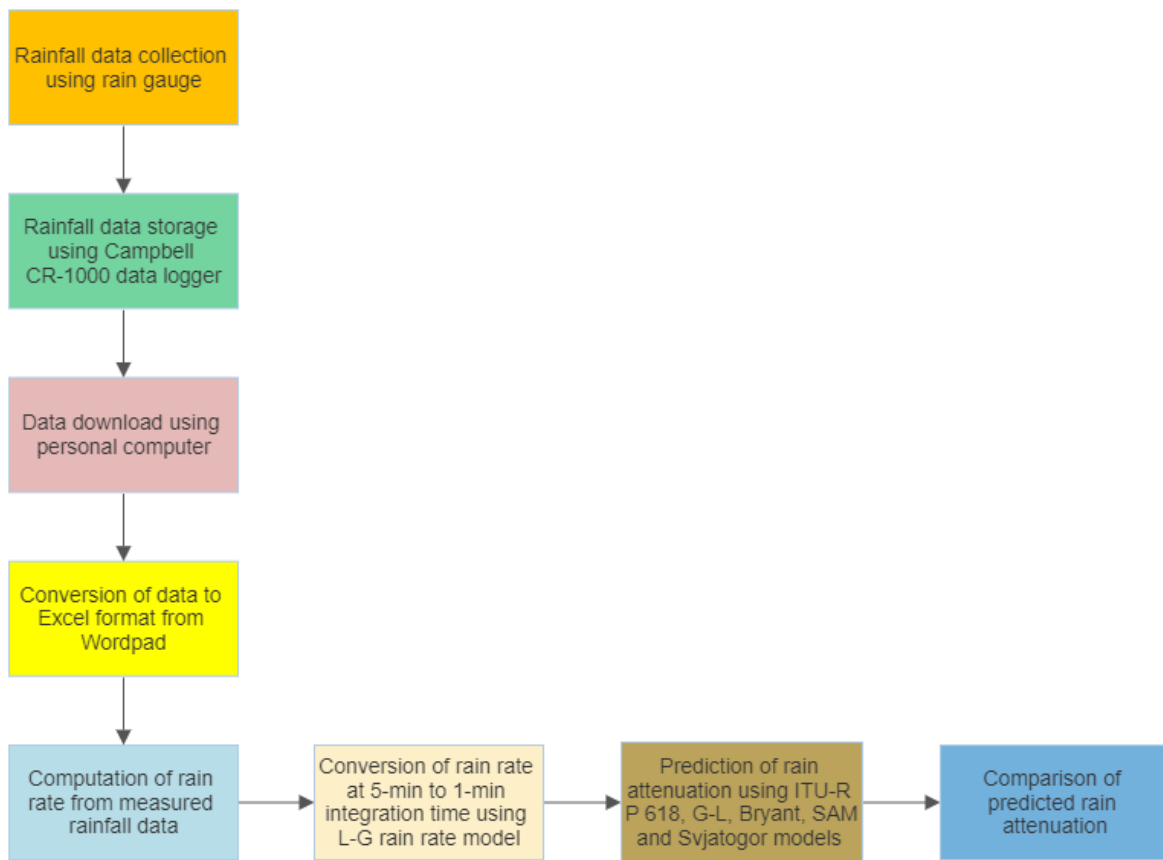 Rainfall data collection
using rain gauge
Rainfall data storage
using Campbell
CR-1000 data logger
Data download using
personal computer
Conversion of data to
Excel format from
Wordpad
Computation of rain
rate from measured
rainfall data
Conversion of rain rate
at 5-min to 1-min
integration time using
L-G rain rate model
Prediction of rain
attenuation using ITU-R
P 618, G-L, Bryant, SAM
and Svjatogor models
Comparison of
predicted rain
attenuation